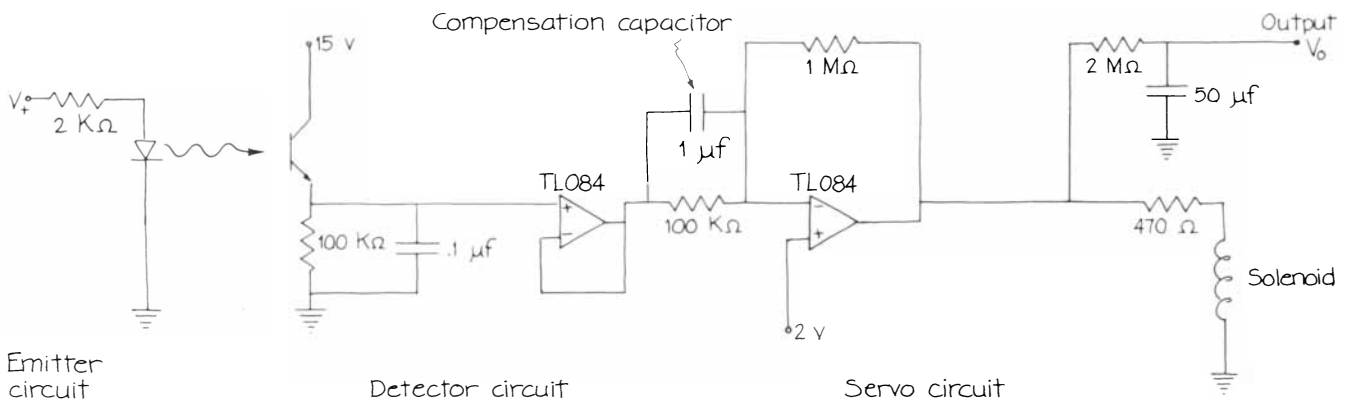 Compensation capacitor
Output
V₀
15 v
1 MΩ
2 MΩ
50 µf
V₊
2 KΩ
1 µf
TL084
TL084
+
−
100 KΩ
−
+
470 Ω
100 KΩ
.1 µf
Solenoid
2 v
Emitter
circuit
Detector circuit
Servo circuit